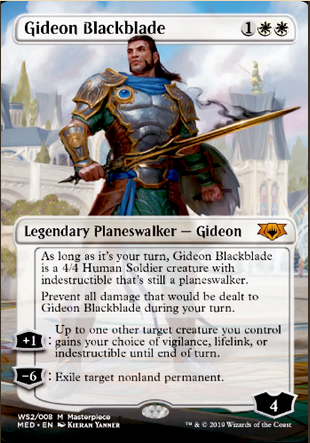 Gideon Blackblade 1
Legendary Planeswalker — Gideon
As long as it's your turn, Gideon Blackblade
is a 4/4 Human Soldier creature with
indestructible that's still a planeswalker.
Prevent all damage that would be dealt to
Gideon Blackblade during your turn.
Up to one other target creature you control
+1 : gains your choice of vigilance, lifelink, or
indestructible until end of turn.
-6 : Exile target nonland permanent.
4
WS2/008 M Masterpiece
MED • EN Kieran Yanner
™ & © 2019 Wizards of the Coast